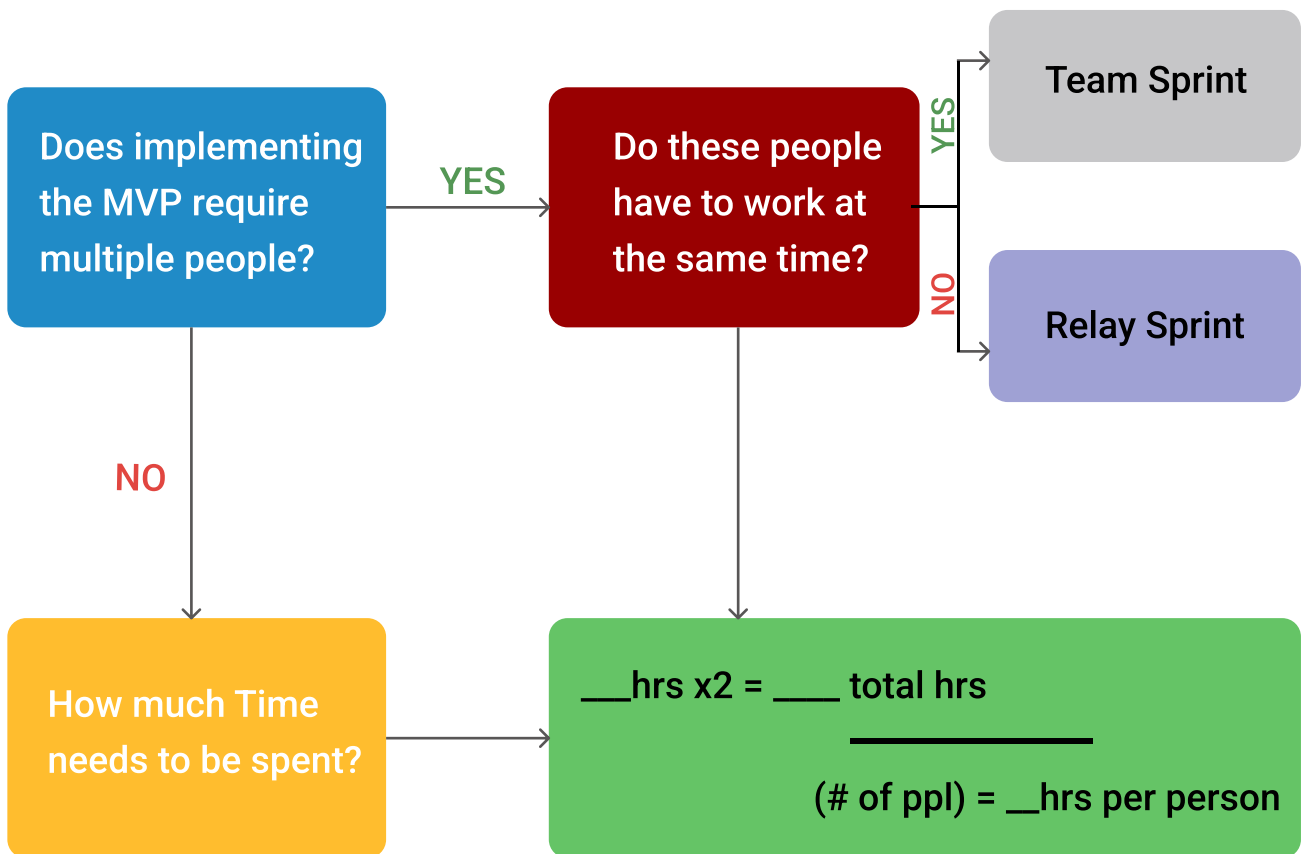 Does implementing
the MVP require
multiple people?
YES
Do these people
have to work at
the same time?
YES
Team Sprint
NO
Relay Sprint
NO
How much Time
needs to be spent?
___hrs x2 = ____ total hrs
(# of ppl) = __hrs per person